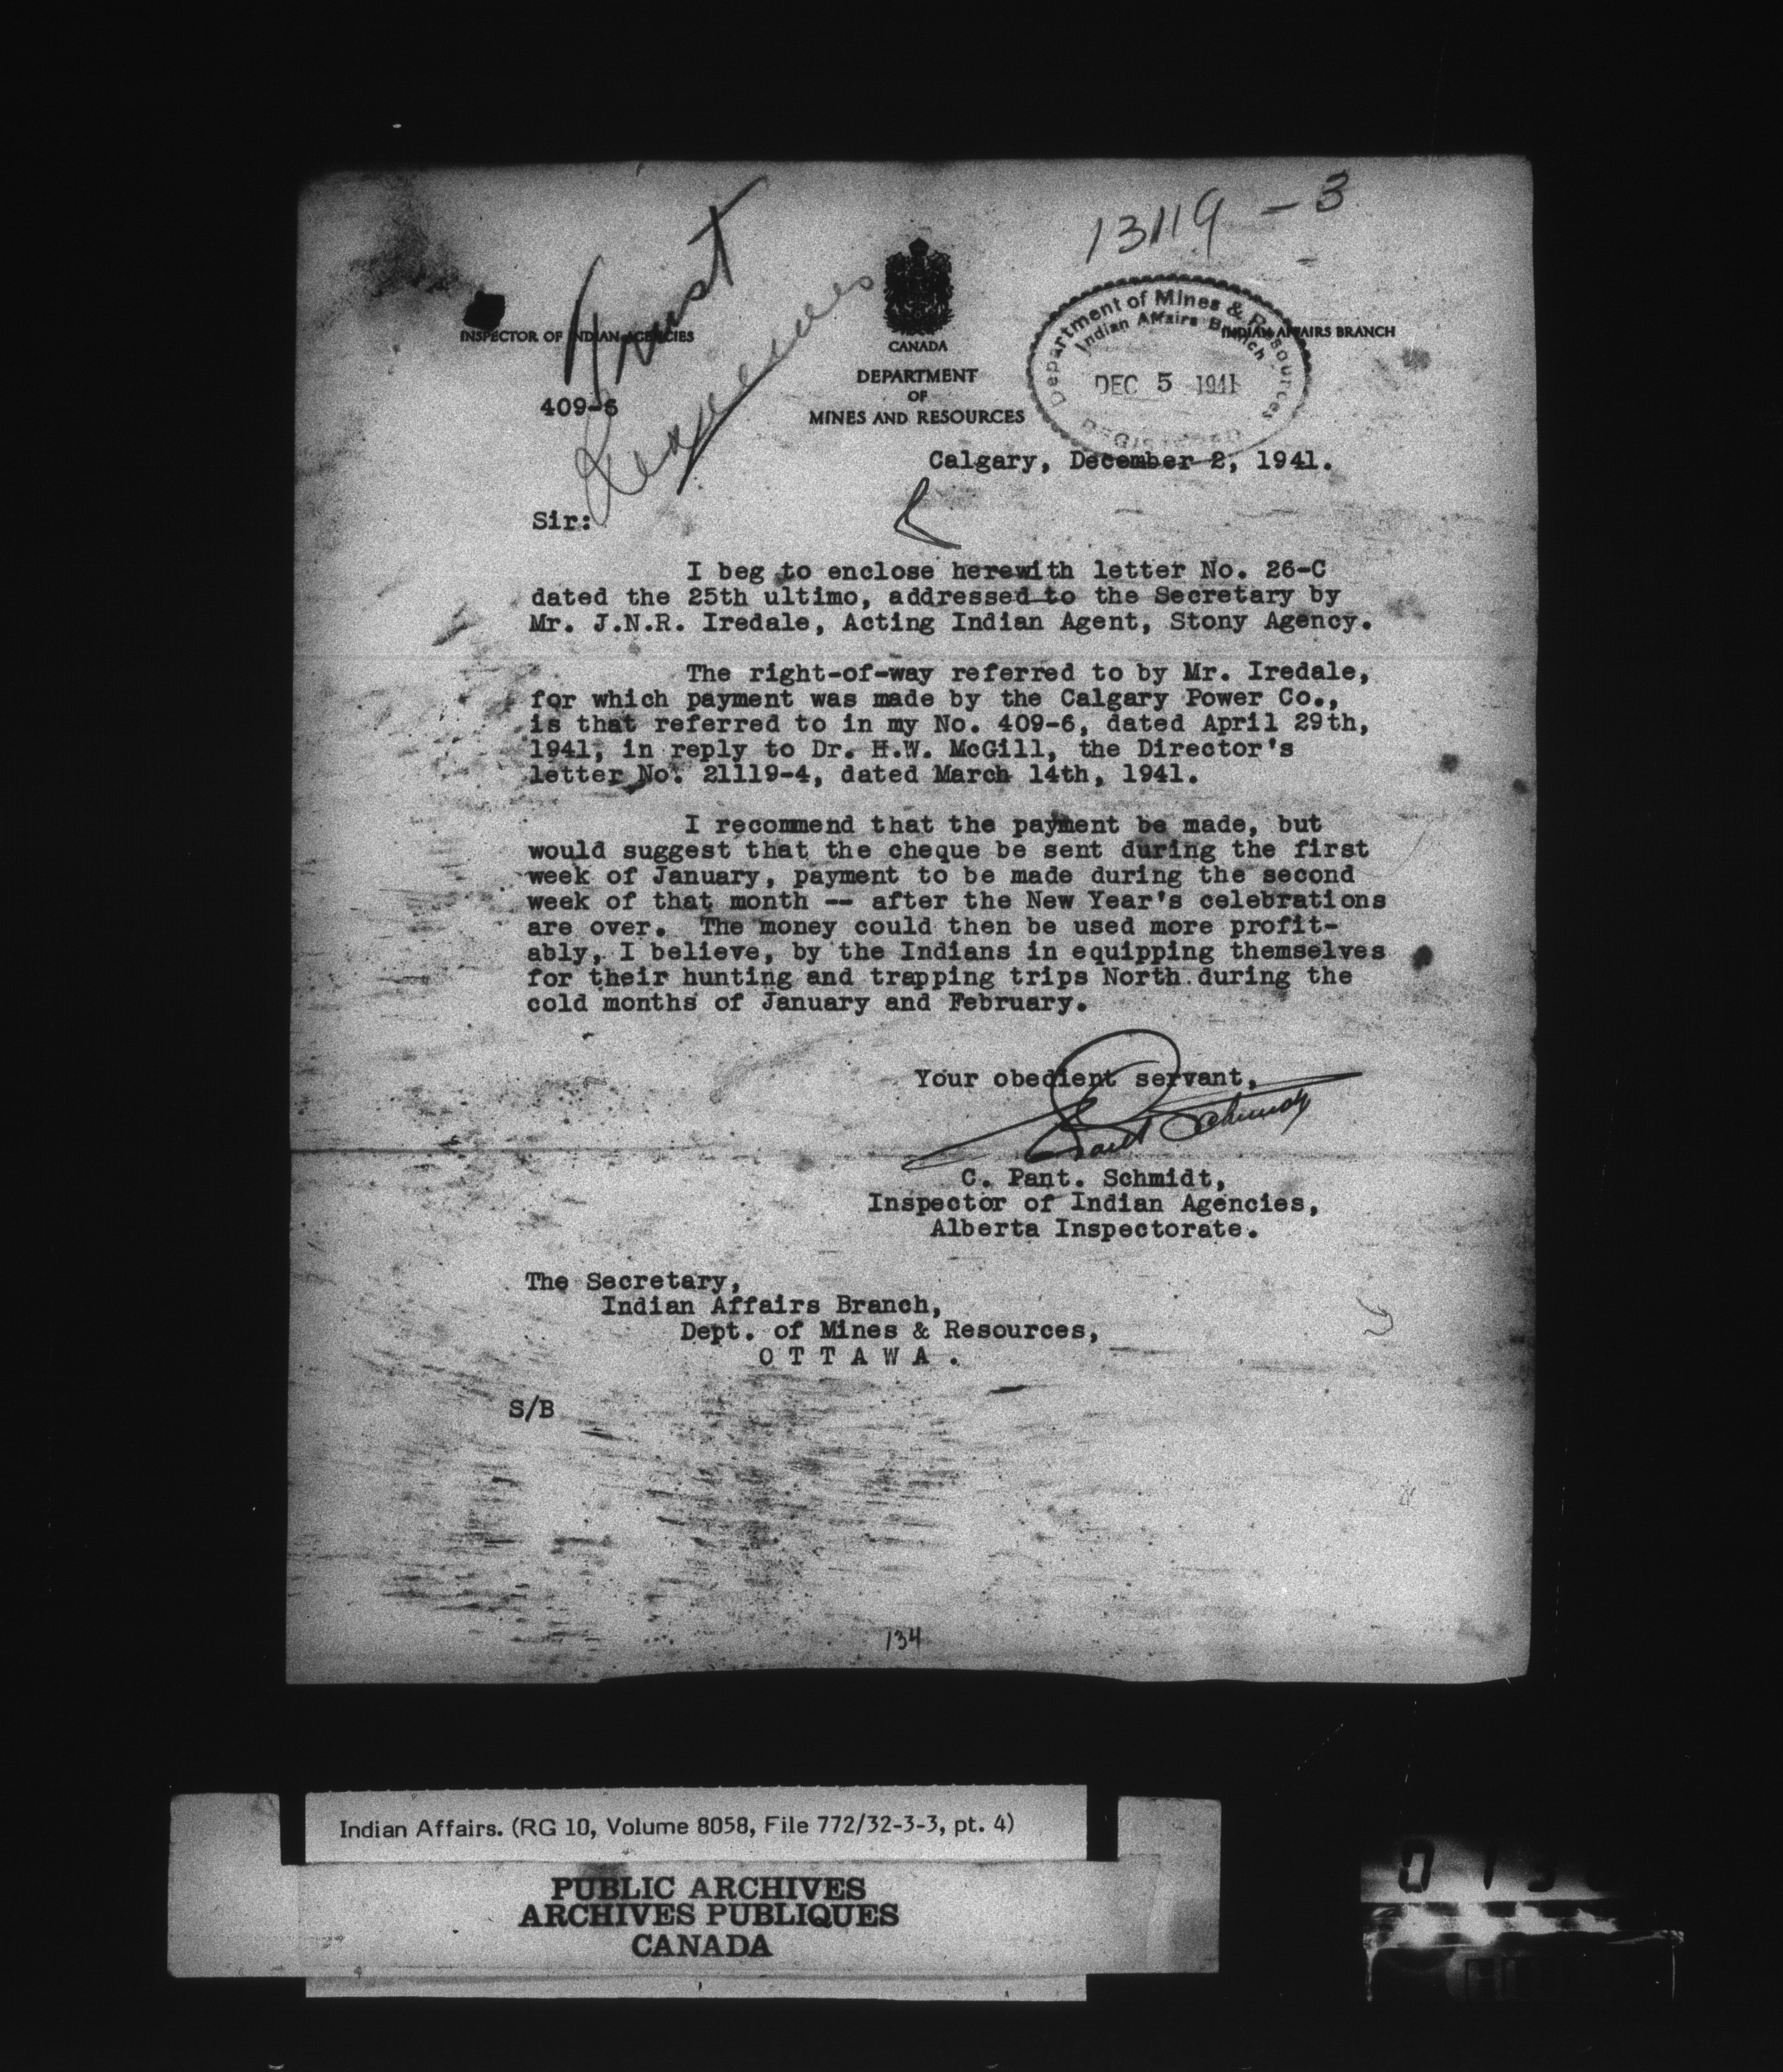 13119-3
Trust
INSPECTOR OF INDIAN AGENCIES
CANADA
DEPARTMENT
OF
MINES AND RESOURCES
INDIAN AFFAIRS BRANCH
Department of Mines & Resources
Indian Affairs Branch
DEC 5 1941
REGISTERED
409-6
Calgary, December 2, 1941.
Sir:
I beg to enclose herewith letter No. 26-C
dated the 25th ultimo, addressed to the Secretary by
Mr. J.N.R. Iredale, Acting Indian Agent, Stony Agency.
The right-of-way referred to by Mr. Iredale,
for which payment was made by the Calgary Power Co.,
is that referred to in my No. 409-6, dated April 29th,
1941, in reply to Dr. H.W. McGill, the Director's
letter No. 21119-4, dated March 14th, 1941.
I recommend that the payment be made, but
would suggest that the cheque be sent during the first
week of January, payment to be made during the second
week of that month -- after the New Year's celebrations
are over. The money could then be used more profit-
ably, I believe, by the Indians in equipping themselves
for their hunting and trapping trips North during the
cold months of January and February.
Your obedient servant,
C. Pant. Schmidt,
Inspector of Indian Agencies,
Alberta Inspectorate.
The Secretary,
Indian Affairs Branch,
Dept. of Mines & Resources,
O T T A W A .
S/B
134
Indian Affairs. (RG 10, Volume 8058, File 772/32-3-3, pt. 4)
PUBLIC ARCHIVES
ARCHIVES PUBLIQUES
CANADA